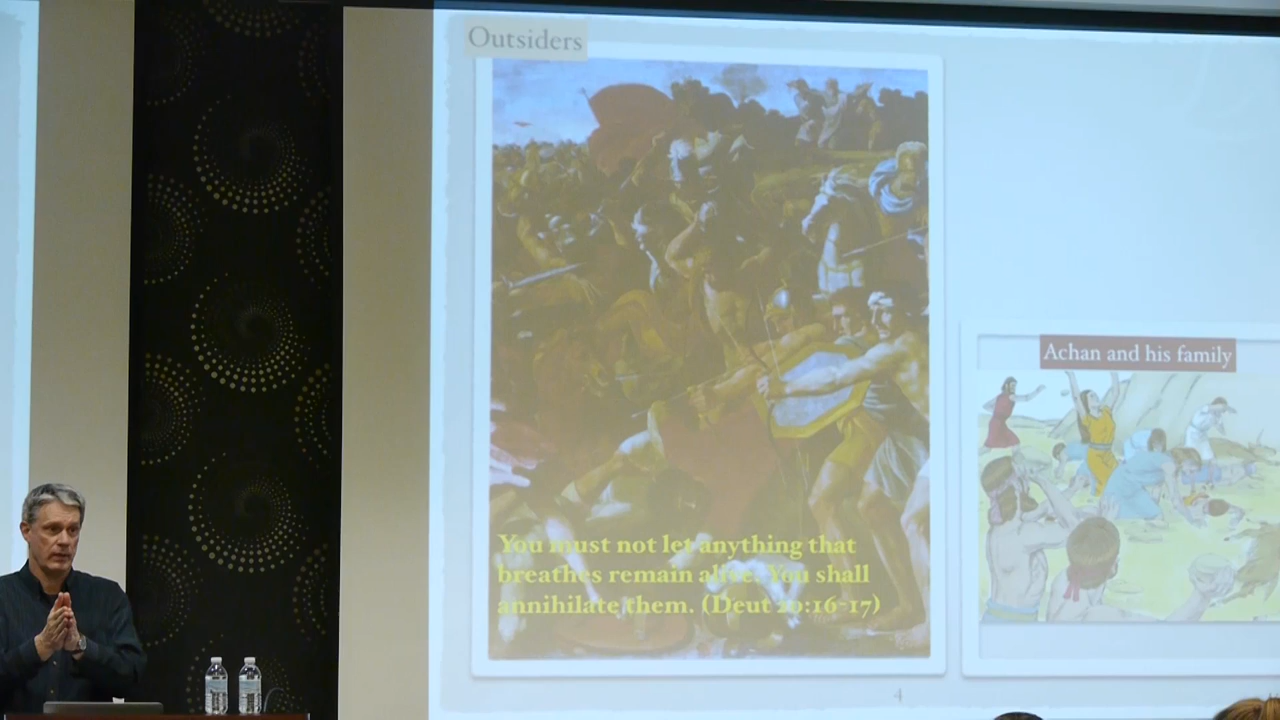 Outsiders
You must not let anything that
breathes remain alive. You shall
annihilate them. (Deut 20:16-17)
Achan and his family
4